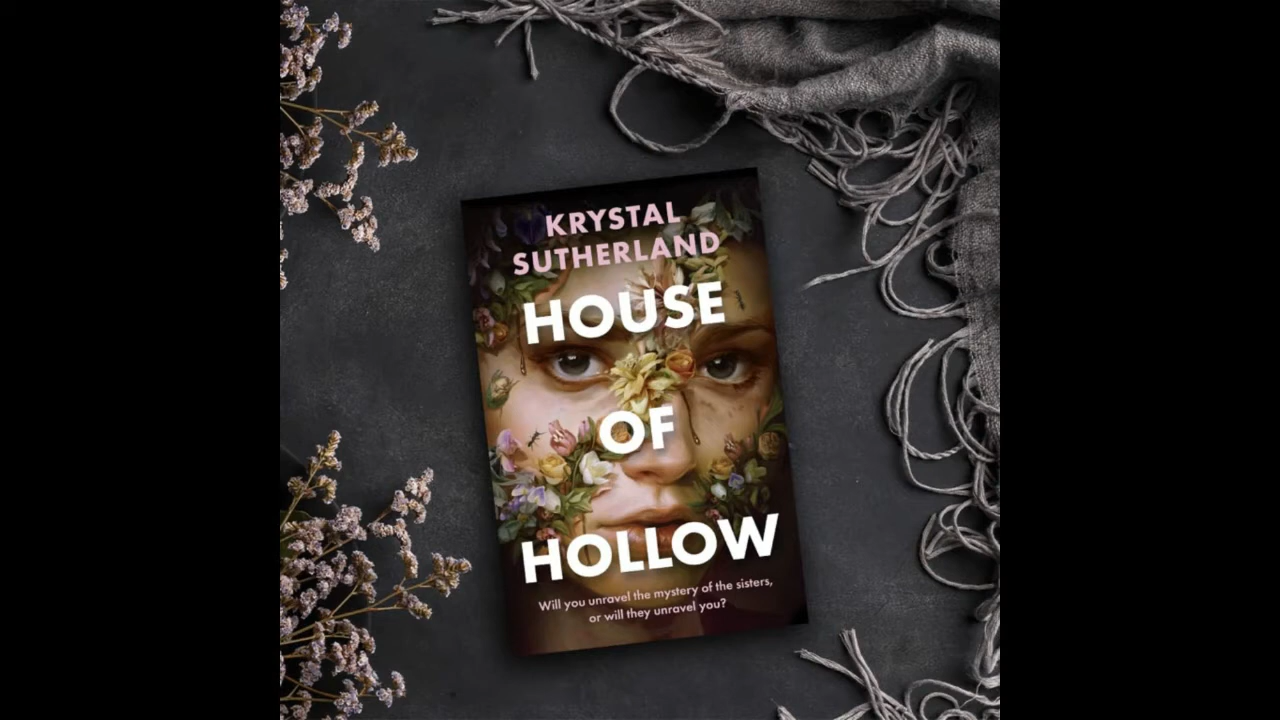 KRYSTAL
SUTHERLAND
HOUSE
OF
HOLLOW
Will you unravel the mystery of the sisters,
or will they unravel you?